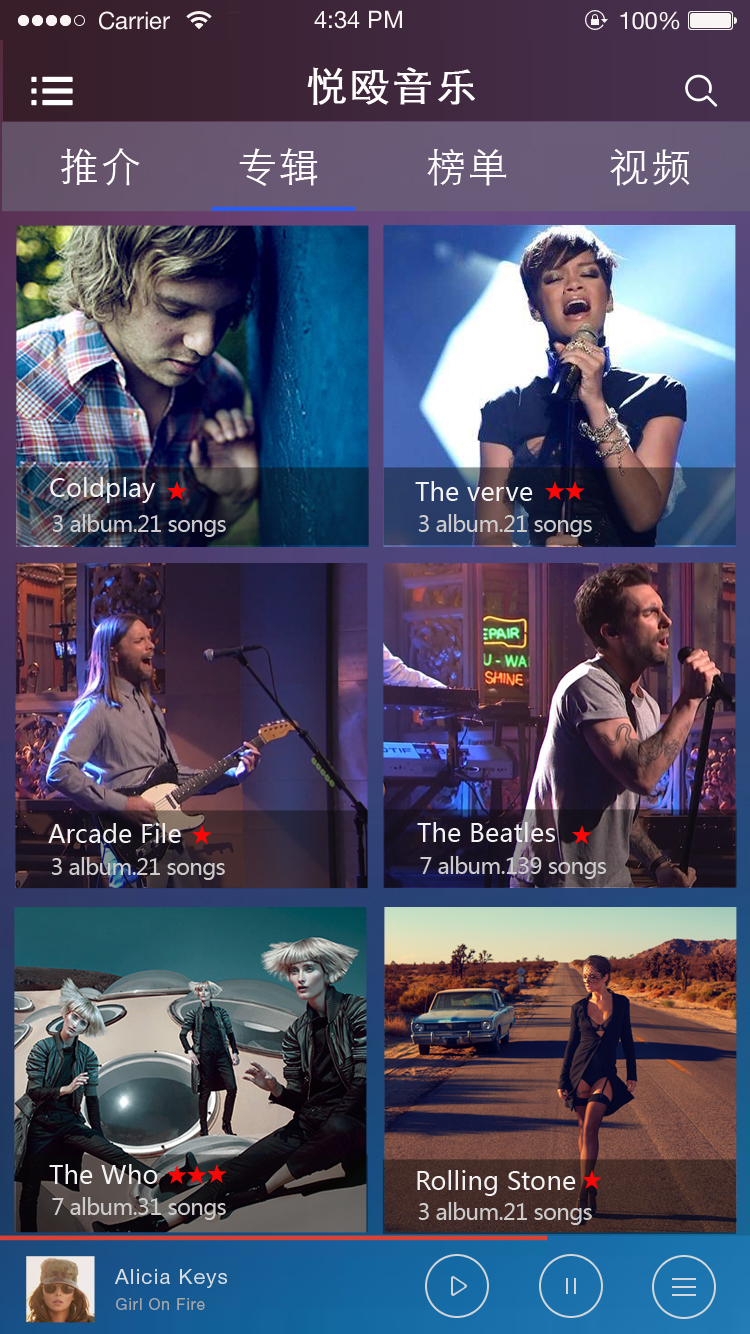 Carrier 4:34 PM 100%
悦殴音乐
推介 专辑 榜单 视频
Coldplay
3 album.21 songs
The verve
3 album.21 songs
EPAIR
U - WA
SHINE
Arcade File
3 album.21 songs
The Beatles
7 album.139 songs
The Who
7 album.31 songs
Rolling Stone
3 album.21 songs
Alicia Keys
Girl On Fire